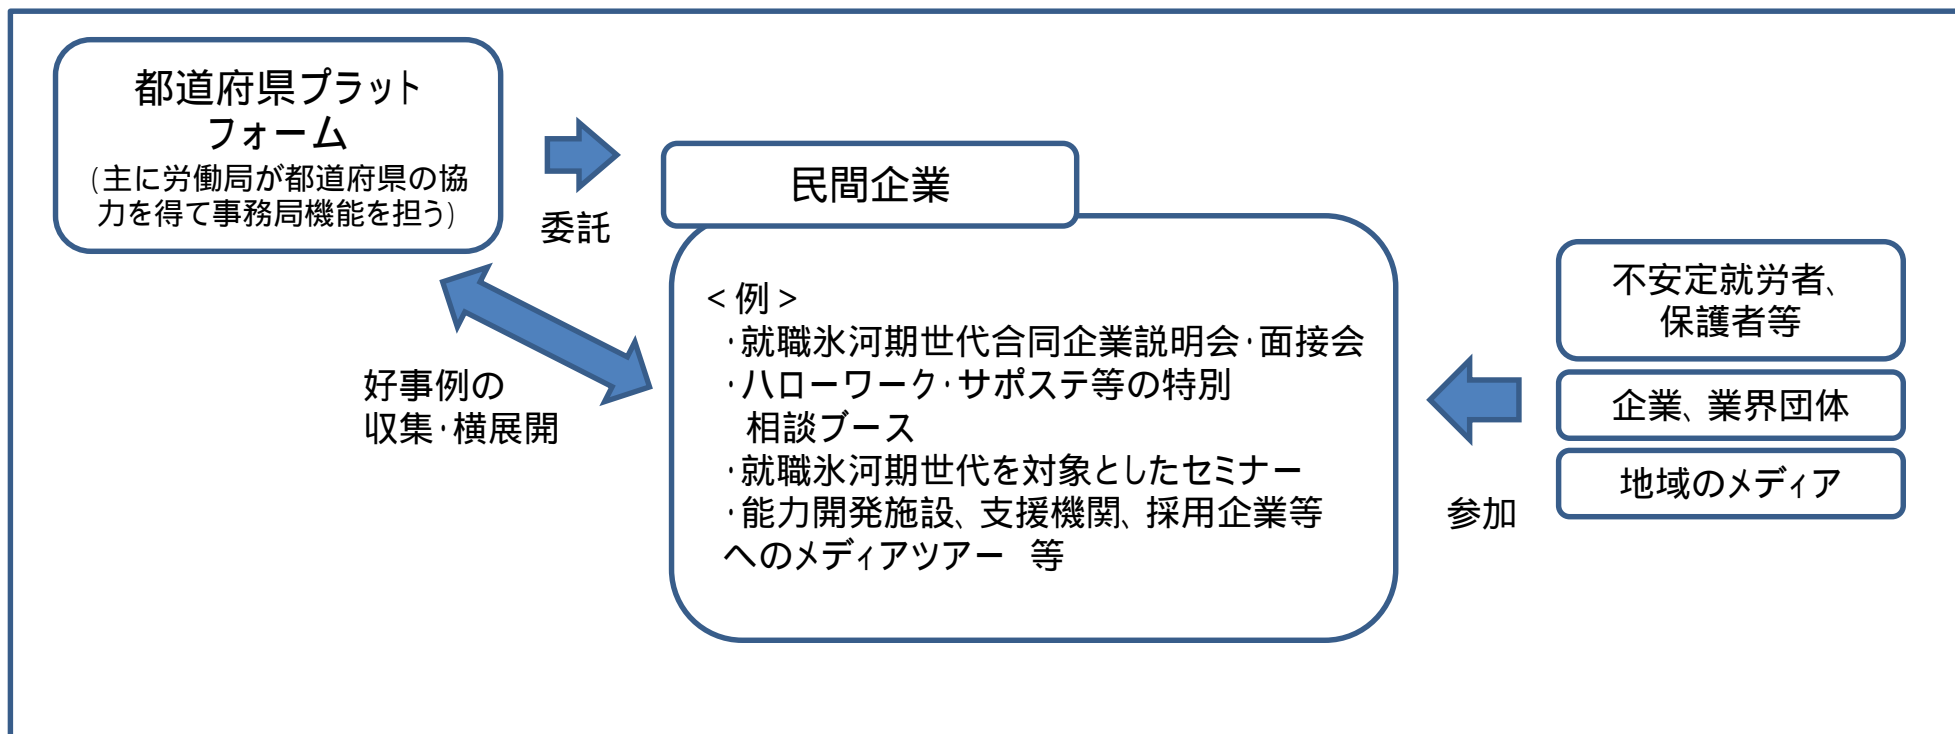 都道府県プラット
フォーム
(主に労働局が都道府県の協
力を得て事務局機能を担う)
委託
民間企業
好事例の
収集・横展開
<例>
・就職氷河期世代合同企業説明会・面接会
・ハローワーク・サポステ等の特別
相談ブース
・就職氷河期世代を対象としたセミナー
・能力開発施設、支援機関、採用企業等
へのメディアツアー　等
参加
不安定就労者、
保護者等
企業、業界団体
地域のメディア